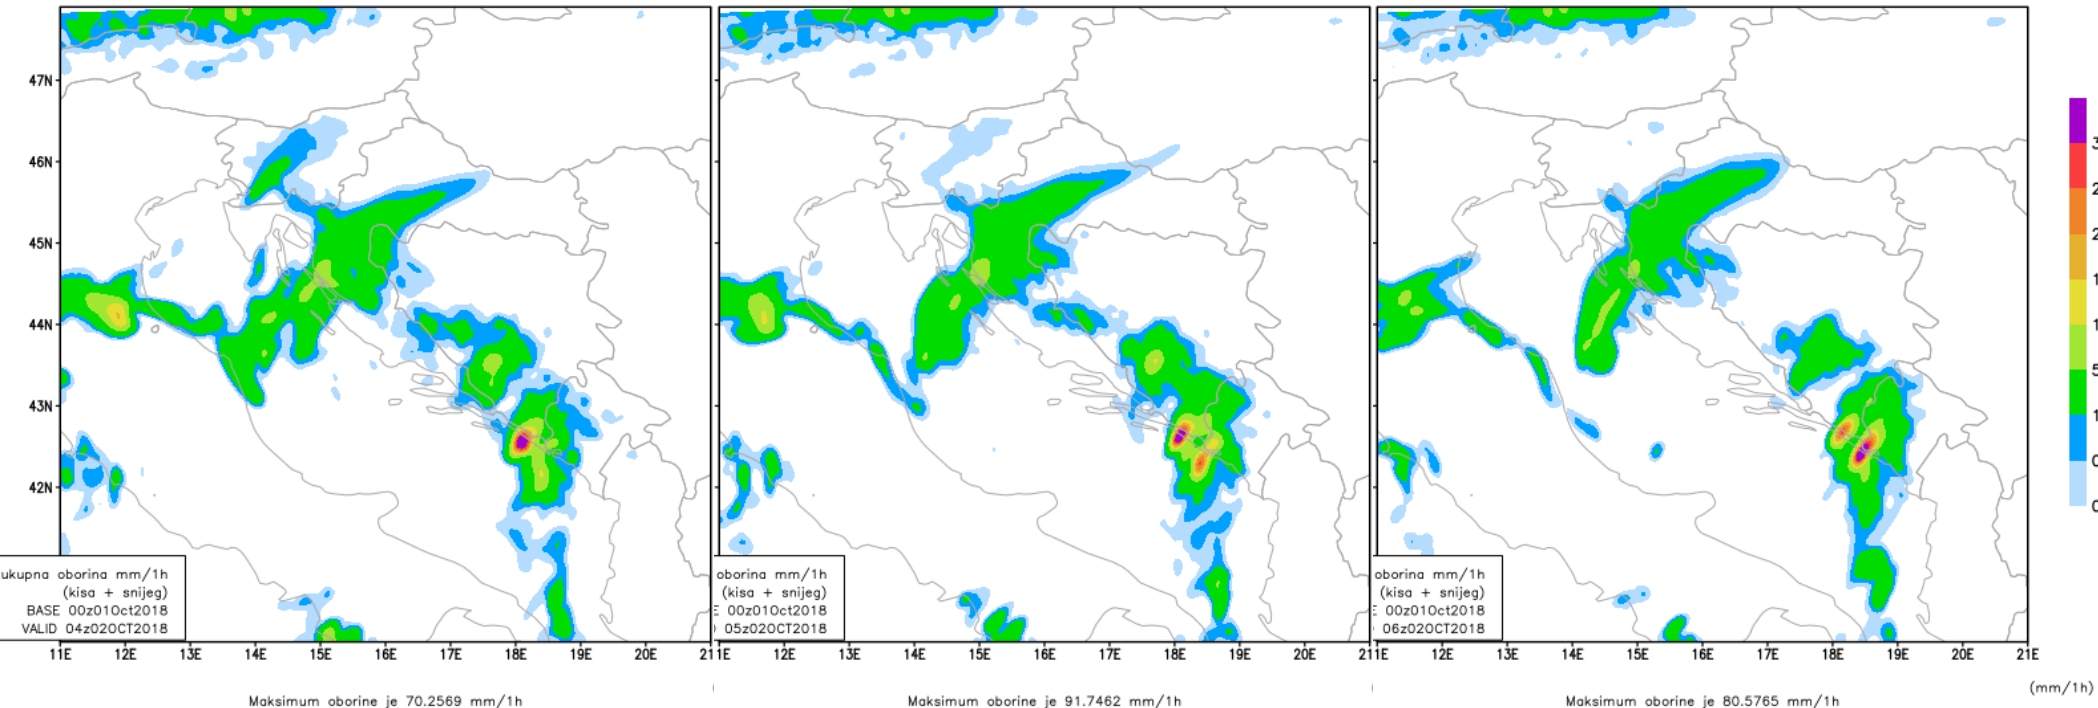 47N
46N
45N
44N
43N
42N
ukupna oborina mm/1h
(kisa + snijeg)
BASE 00z01Oct2018
VALID 04z02OCT2018
11E 12E 13E 14E 15E 16E 17E 18E 19E 20E
Maksimum oborine je 70.2569 mm/1h
oborina mm/1h
(kisa + snijeg)
E 00z01Oct2018
05z02OCT2018
11E 12E 13E 14E 15E 16E 17E 18E 19E 20E
Maksimum oborine je 91.7462 mm/1h
oborina mm/1h
(kisa + snijeg)
00z01Oct2018
06z02OCT2018
11E 12E 13E 14E 15E 16E 17E 18E 19E 20E 21E
Maksimum oborine je 80.5765 mm/1h
(mm/1h)